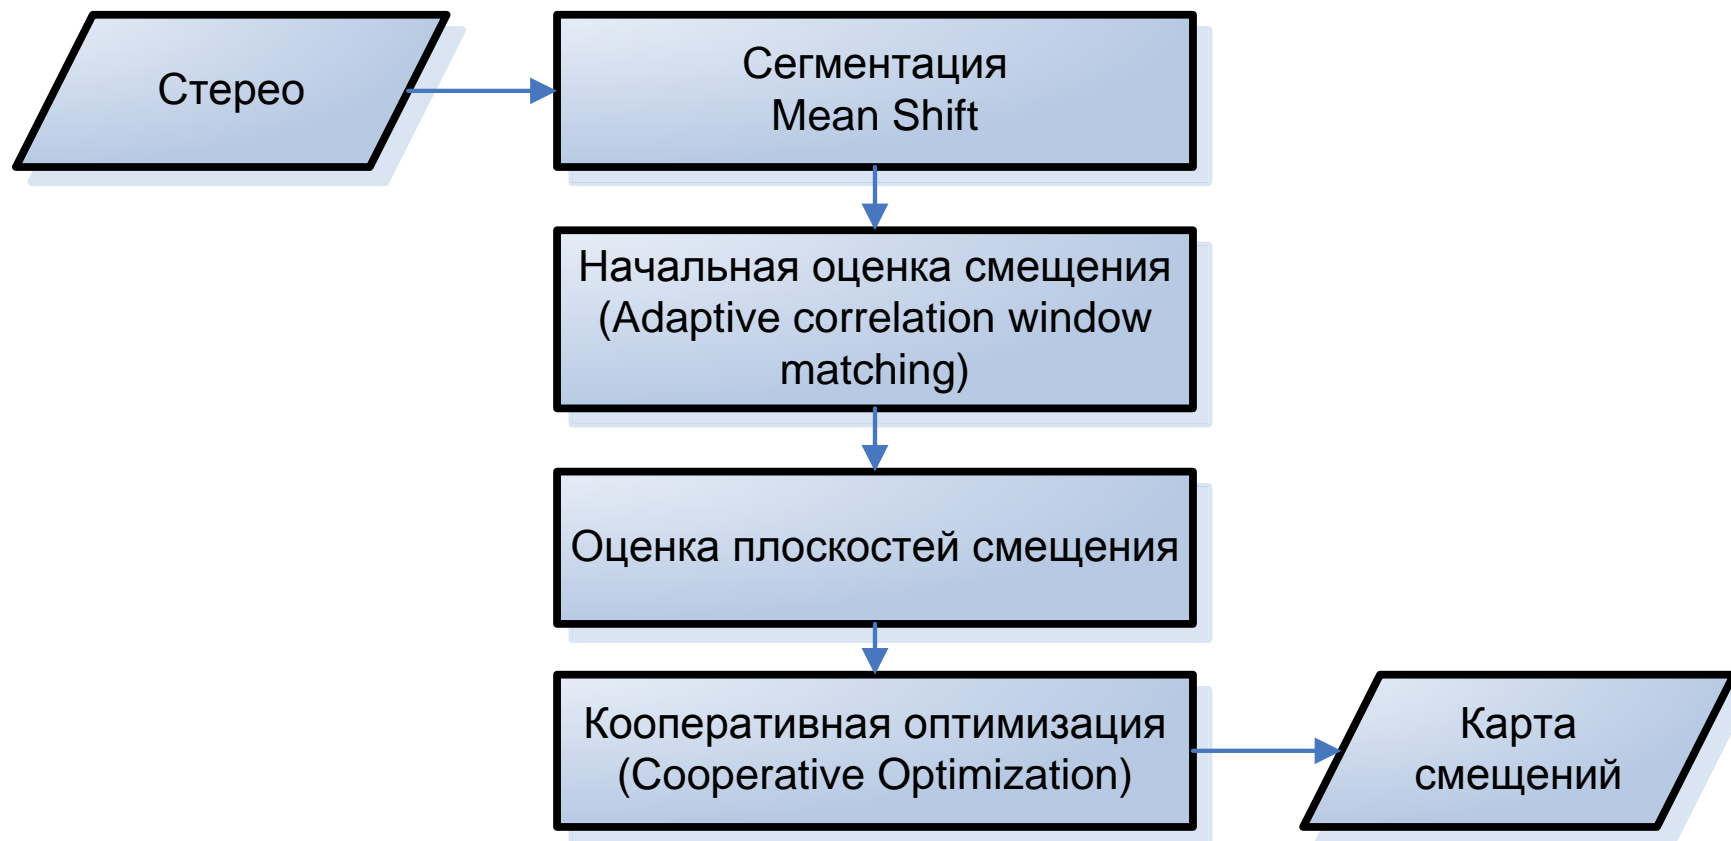 Стерео
Сегментация
Mean Shift
Начальная оценка смещения
(Adaptive correlation window
matching)
Оценка плоскостей смещения
Кооперативная оптимизация
(Cooperative Optimization)
Карта
смещений